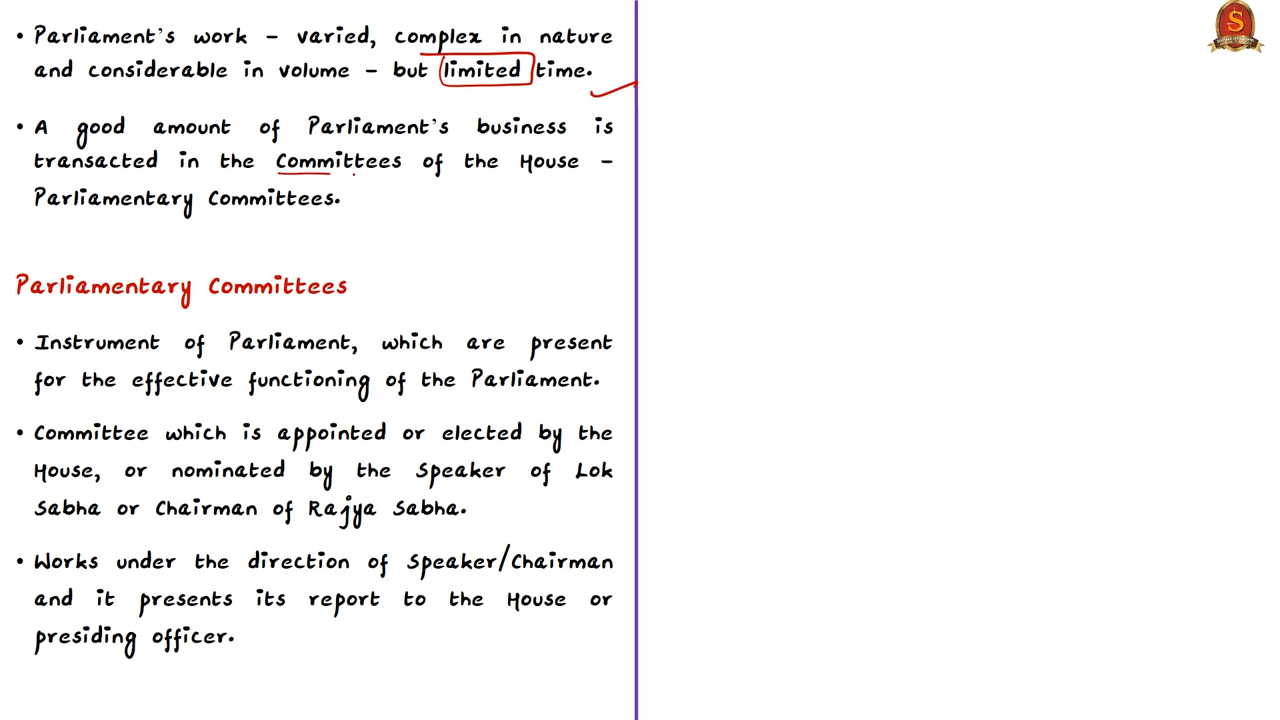 • Parliament's work – varied, complex in nature
and considerable in volume – but limited time.
• A good amount of Parliament's business is
transacted in the Committees of the House –
Parliamentary Committees.
Parliamentary Committees
• Instrument of Parliament, which are present
for the effective functioning of the Parliament.
• Committee which is appointed or elected by the
House, or nominated by the Speaker of Lok
Sabha or Chairman of Rajya Sabha.
• Works under the direction of Speaker/Chairman
and it presents its report to the House or
presiding officer.
S